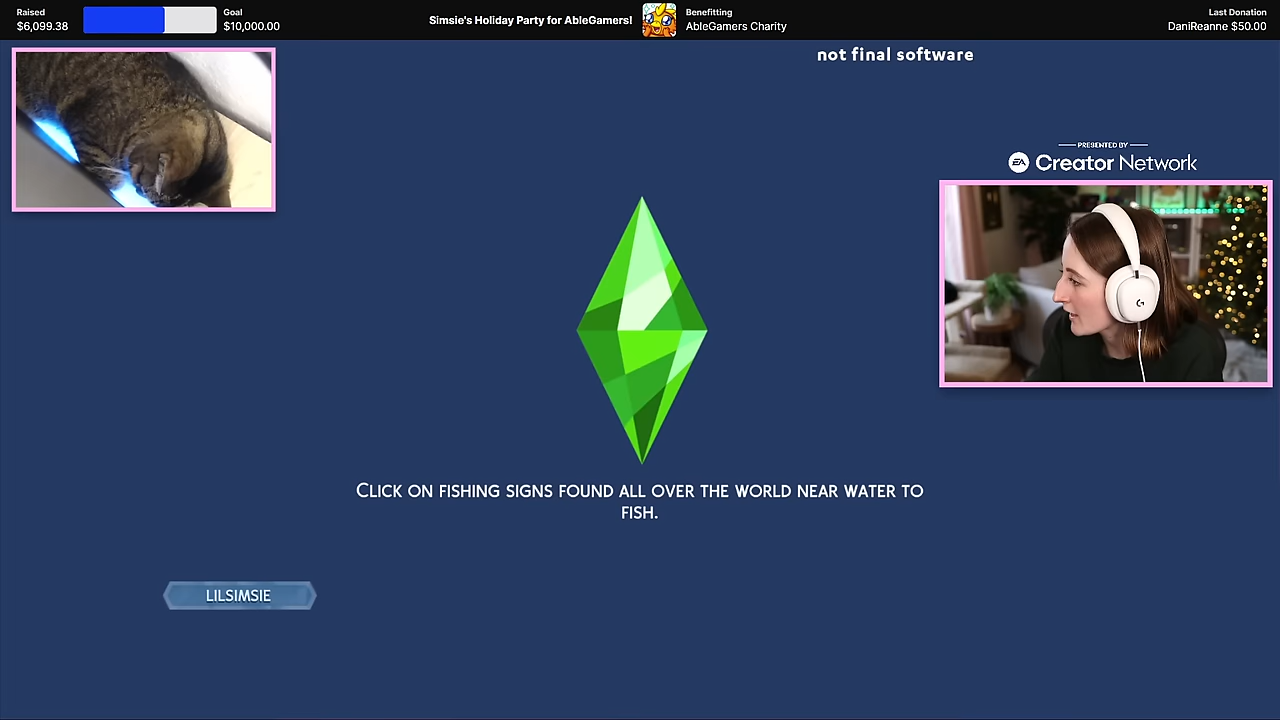 Raised
$6,099.38
Goal
$10,000.00
Simsie's Holiday Party for AbleGamers!
Benefitting
AbleGamers Charity
Last Donation
DaniReanne $50.00
not final software
PRESENTED BY
EA Creator Network
CLICK ON FISHING SIGNS FOUND ALL OVER THE WORLD NEAR WATER TO
FISH.
LILSIMSIE